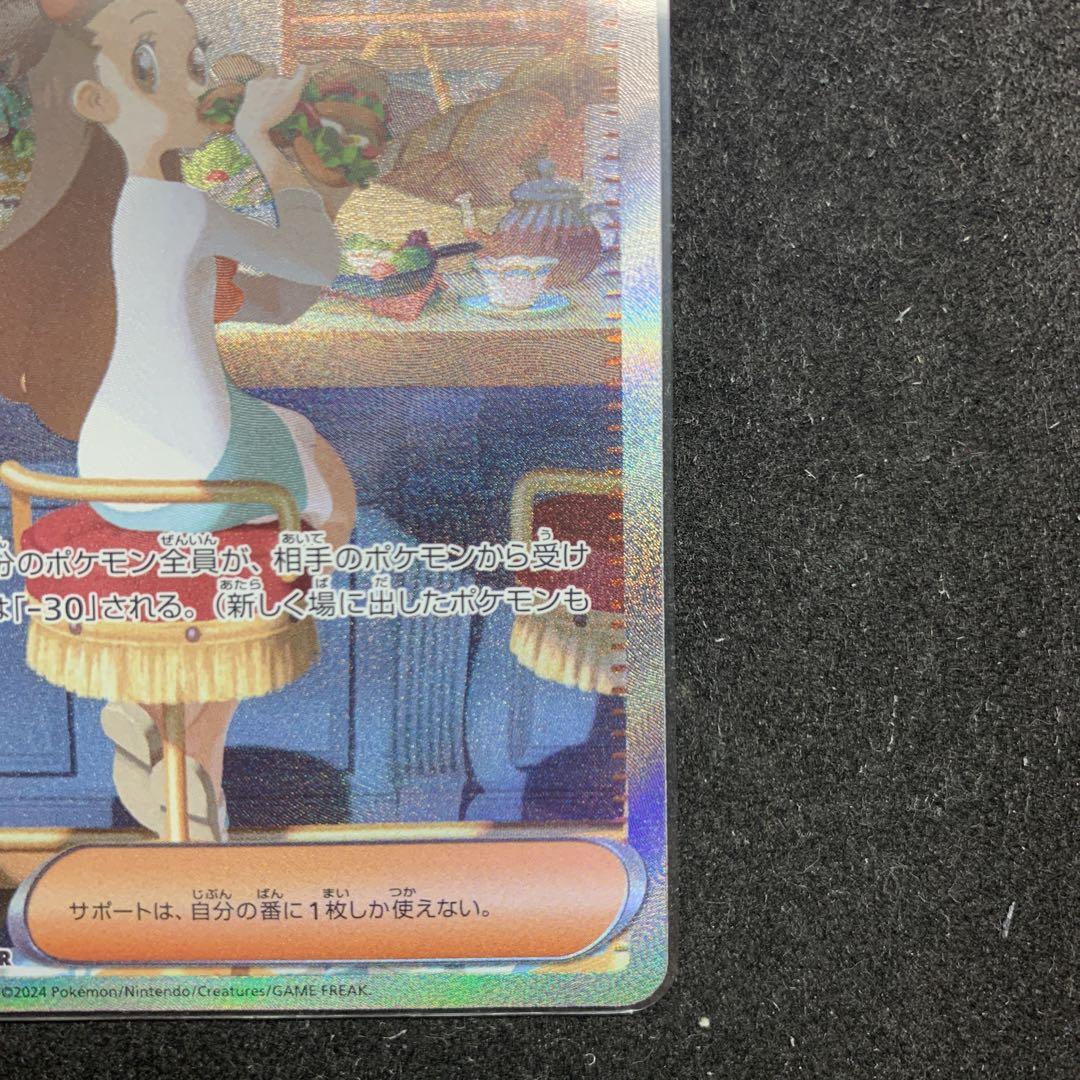 分のポケモン全員が、相手のポケモンから受け
は「-30」される。（新しく場に出したポケモンも
サポートは、自分の番に1枚しか使えない。
R
©2024 Pokémon/Nintendo/Creatures/GAME FREAK.